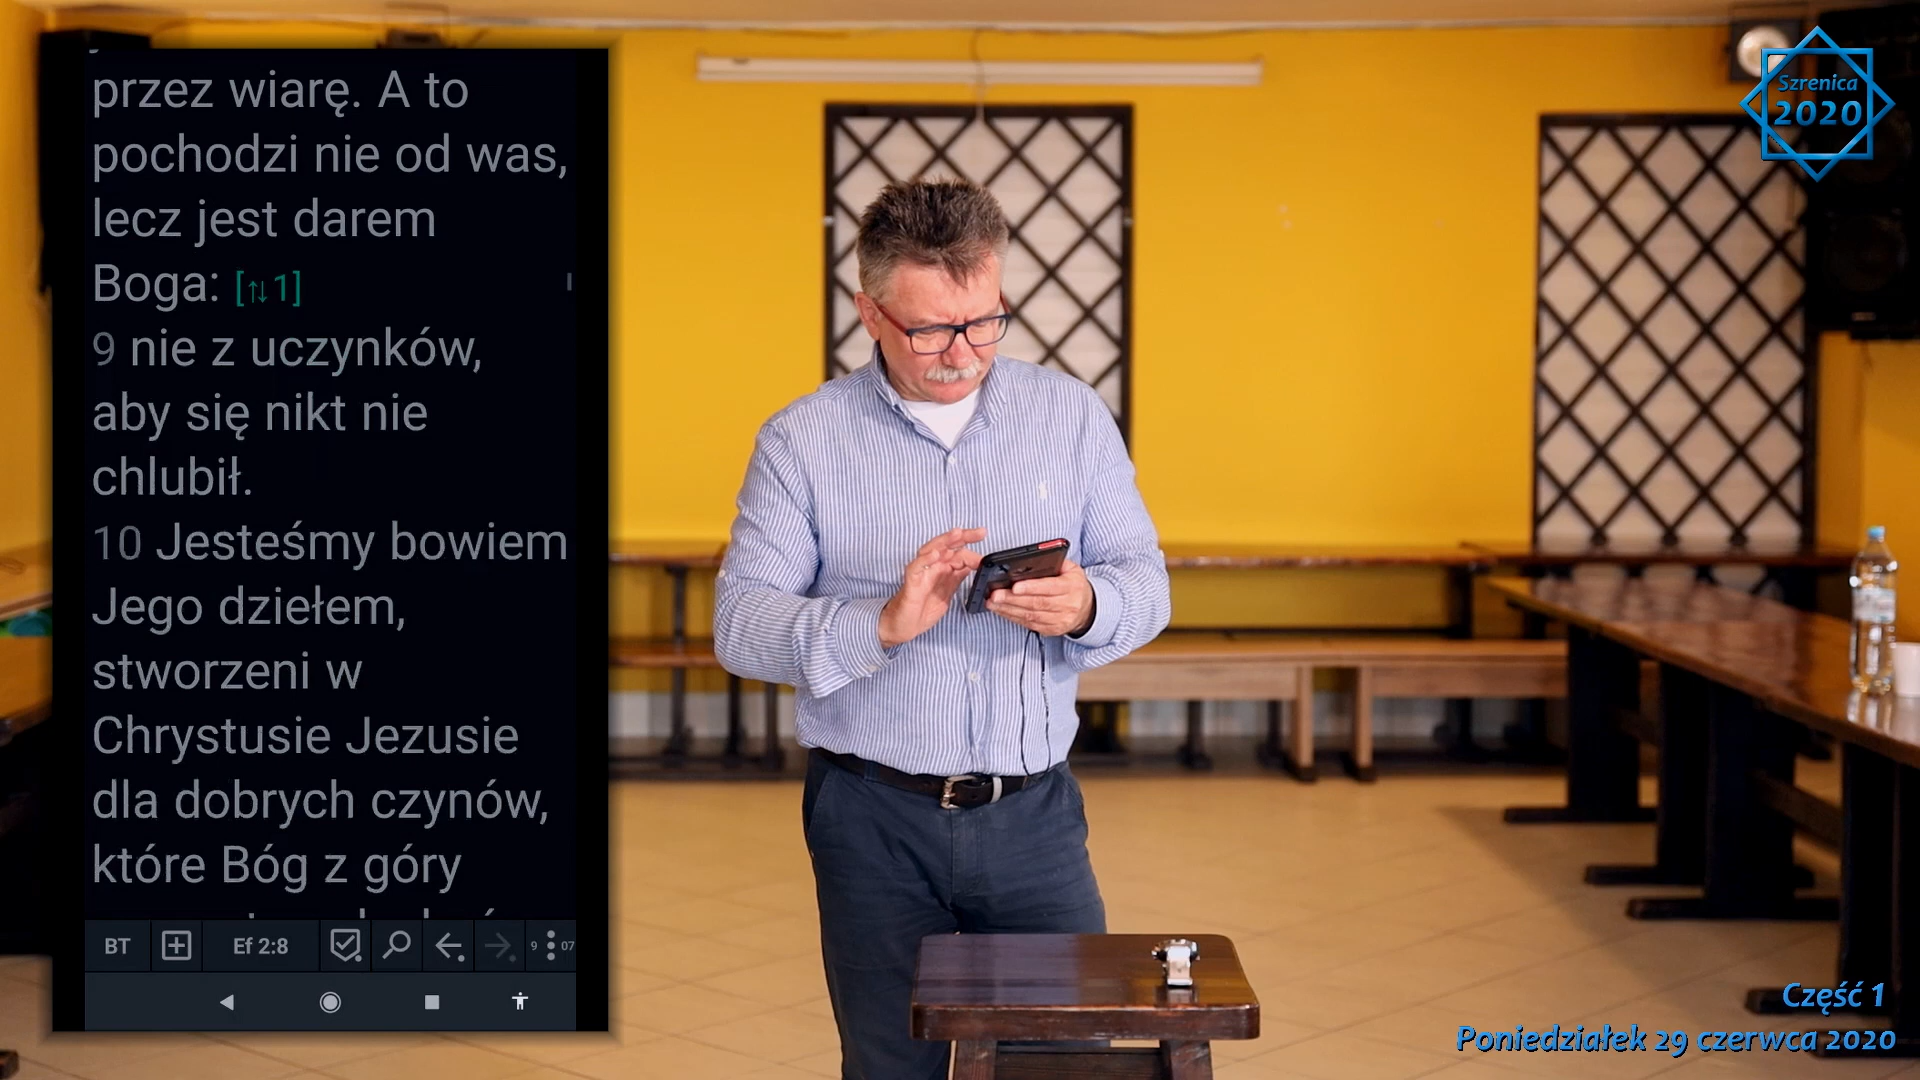 przez wiarę. A to
pochodzi nie od was,
lecz jest darem
Boga: [⇅1]
9 nie z uczynków,
aby się nikt nie
chlubił.
10 Jesteśmy bowiem
Jego dziełem,
stworzeni w
Chrystusie Jezusie
dla dobrych czynów,
które Bóg z góry
BT
Ef 2:8
9
07
Szrenica
2020
Część 1
Poniedziałek 29 czerwca 2020